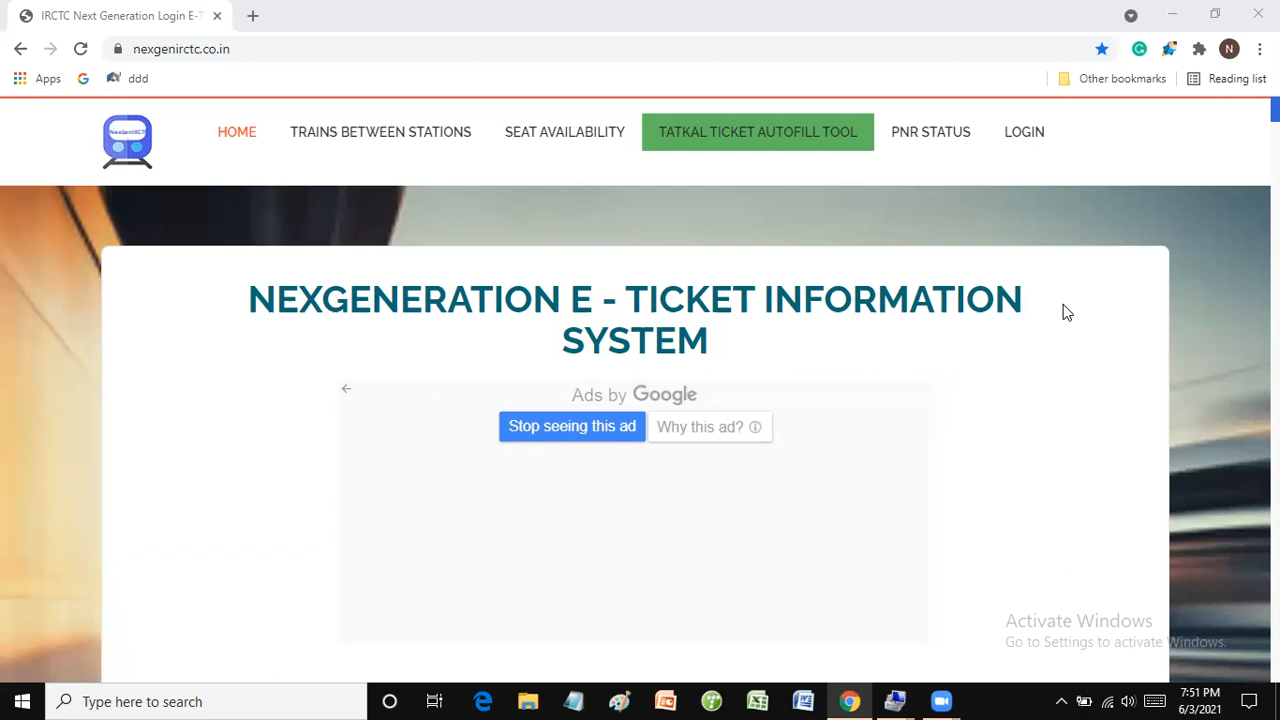 IRCTC Next Generation Login E-T
nexgenirctc.co.in
N
Apps
ddd
Other bookmarks
Reading list
NexGenIRCTC
HOME
TRAINS BETWEEN STATIONS
SEAT AVAILABILITY
TATKAL TICKET AUTOFILL TOOL
PNR STATUS
LOGIN
NEXGENERATION E - TICKET INFORMATION
SYSTEM
Ads by Google
Stop seeing this ad
Why this ad?
Activate Windows
Go to Settings to activate Windows.
Type here to search
7:51 PM
6/3/2021